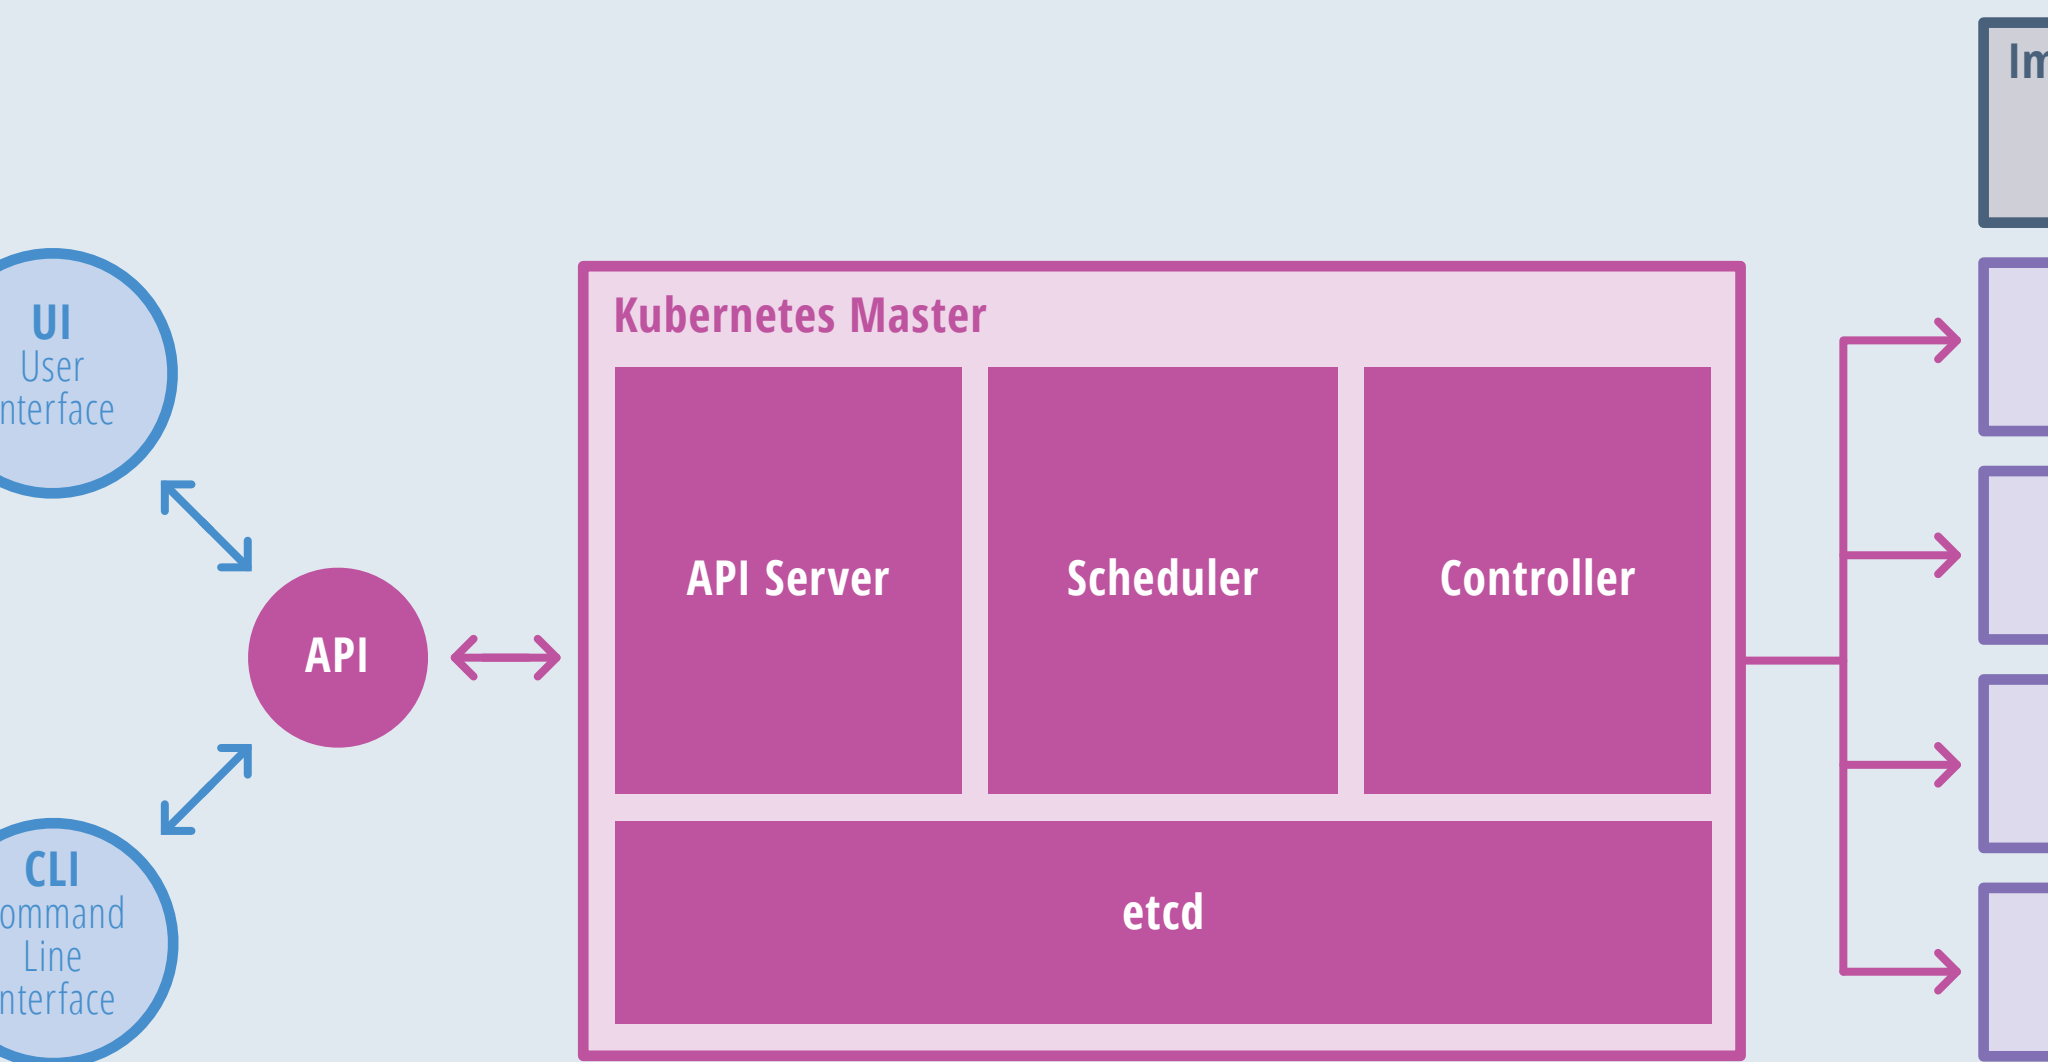 Im
UI
User
nterface
API
CLI
ommand
Line
nterface
Kubernetes Master
API Server
Scheduler
Controller
etcd